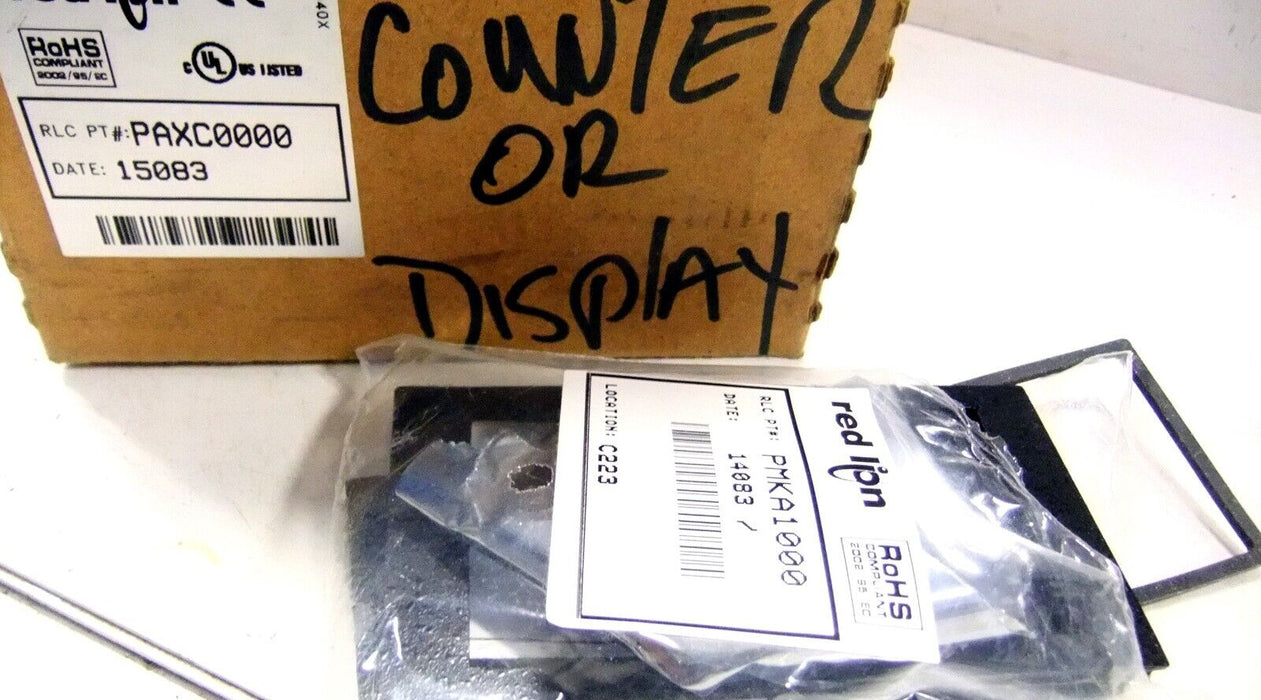 40X
RoHS
COMPLIANT
2002/95/EC
C UL US LISTED
RLC PT#: PAXC0000
DATE: 15083
COUNTER
OR
DISPLAY
red lion
RoHS
COMPLIANT
2002 95 EC
RLC PT#: PMKA1000
DATE: 14083 /
LOCATION: C223